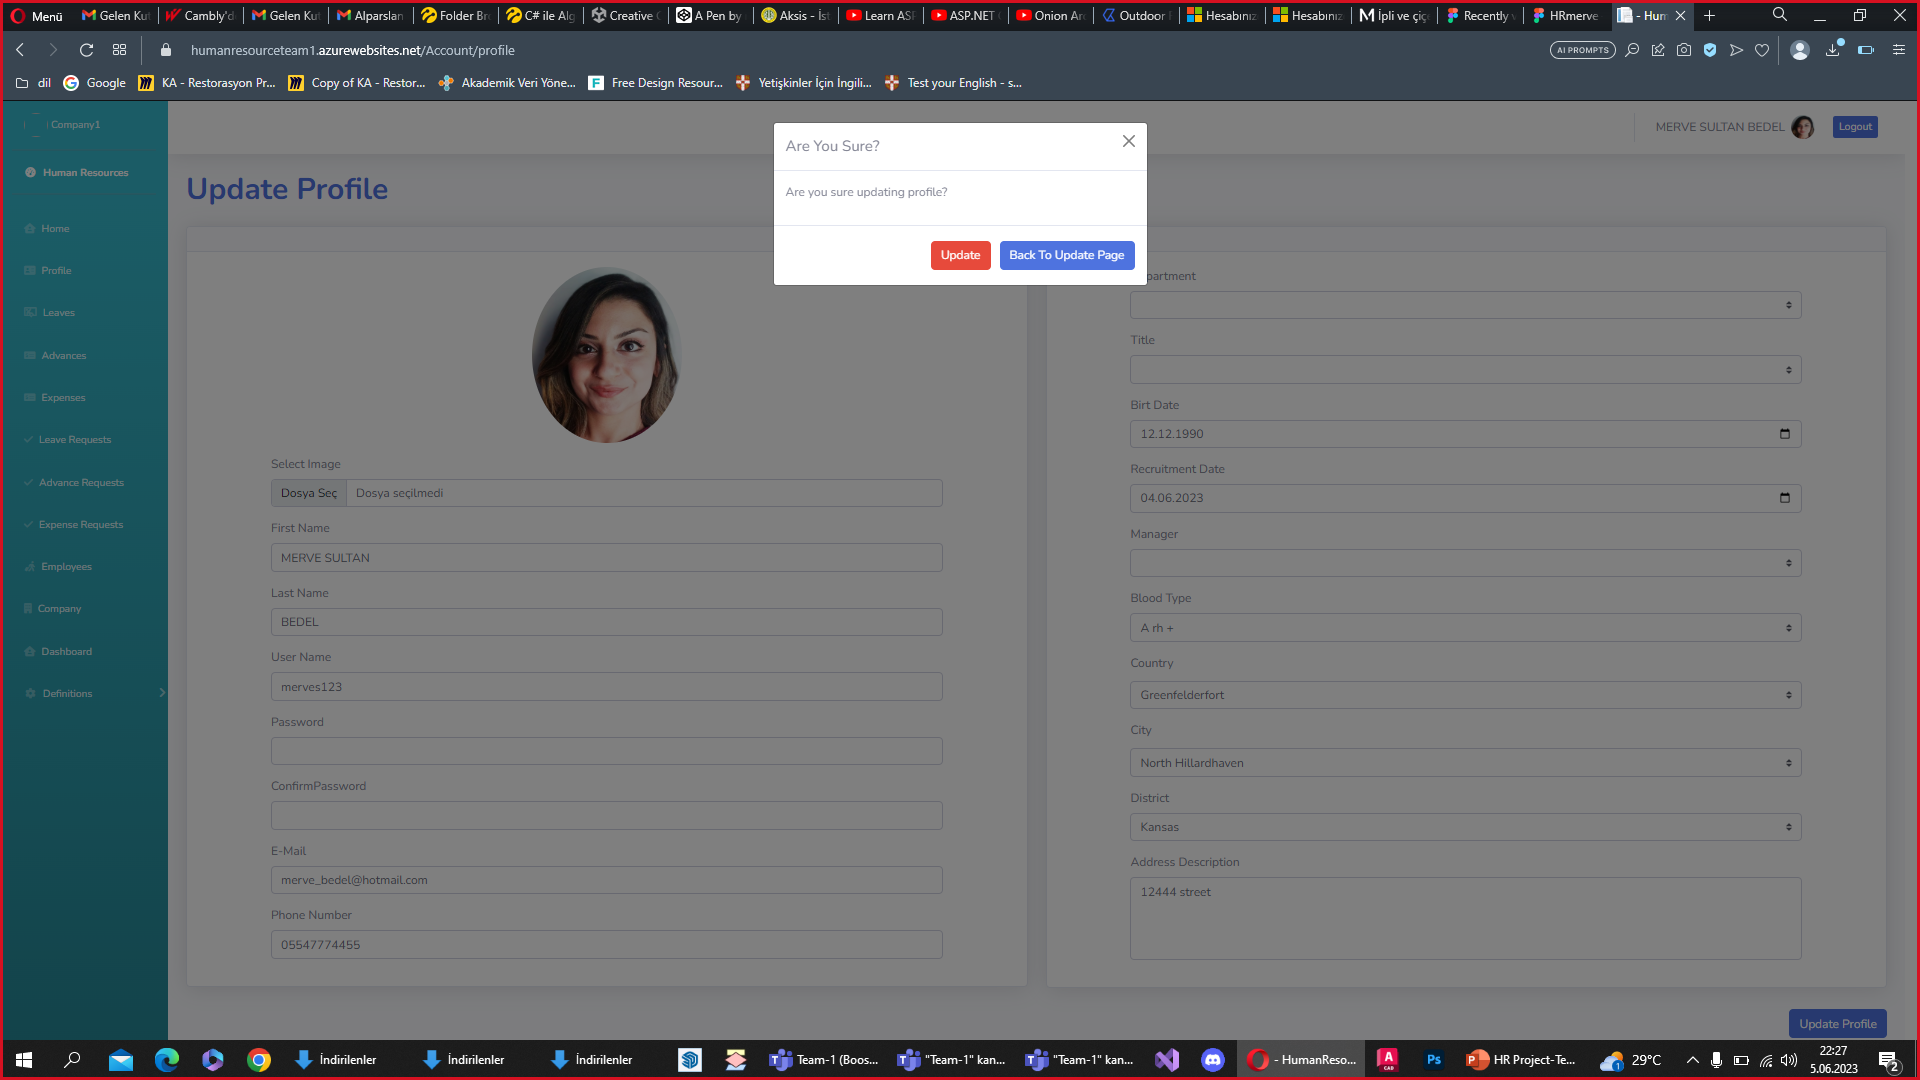 Menü
Gelen Ku
Cambly'd
Gelen Kut
Alparslan
Folder Br
C# ile Alg
Creative
A Pen by
Aksis - İst
Learn ASP
ASP.NET
Onion Ar
Outdoor
Hesabınız
Hesabınız
İpli ve çiç
Recently
HRmerve
- Hum
humanresourceteam1.azurewebsites.net/Account/profile
AI PROMPTS
dil
Google
KA - Restorasyon Pr...
Copy of KA - Restor...
Akademik Veri Yöne...
Free Design Resour...
Yetişkinler İçin İngili...
Test your English - s...
Company1
MERVE SULTAN BEDEL
Logout
Human Resources
Home
Profile
Leaves
Advances
Expenses
Leave Requests
Advance Requests
Expense Requests
Employees
Company
Dashboard
Definitions
Update Profile
Are You Sure?
Are you sure updating profile?
Update
Back To Update Page
Select Image
Dosya Seç
Dosya seçilmedi
First Name
MERVE SULTAN
Last Name
BEDEL
User Name
merves123
Password
ConfirmPassword
E-Mail
merve_bedel@hotmail.com
Phone Number
05547774455
partment
Title
Birt Date
12.12.1990
Recruitment Date
04.06.2023
Manager
Blood Type
A rh +
Country
Greenfelderfort
City
North Hillardhaven
District
Kansas
Address Description
12444 street
Update Profile
İndirilenler
İndirilenler
İndirilenler
Team-1 (Boos...
"Team-1" kan...
"Team-1" kan...
- HumanReso...
HR Project-Te...
29°C
22:27
5.06.2023
2